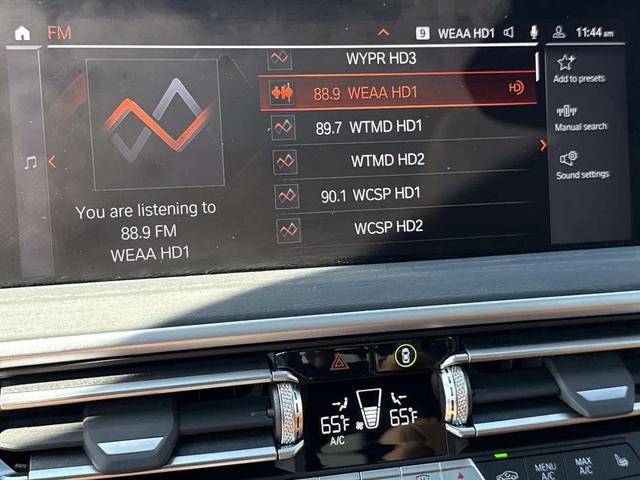 FM
9 WEAA HD1
11:44 am
WYPR HD3
88.9 WEAA HD1
HD
89.7 WTMD HD1
WTMD HD2
90.1 WCSP HD1
WCSP HD2
You are listening to
88.9 FM
WEAA HD1
Add to presets
Manual search
Sound settings
65°F
A/C
65°F
MENU
A/C
MAX
A/C